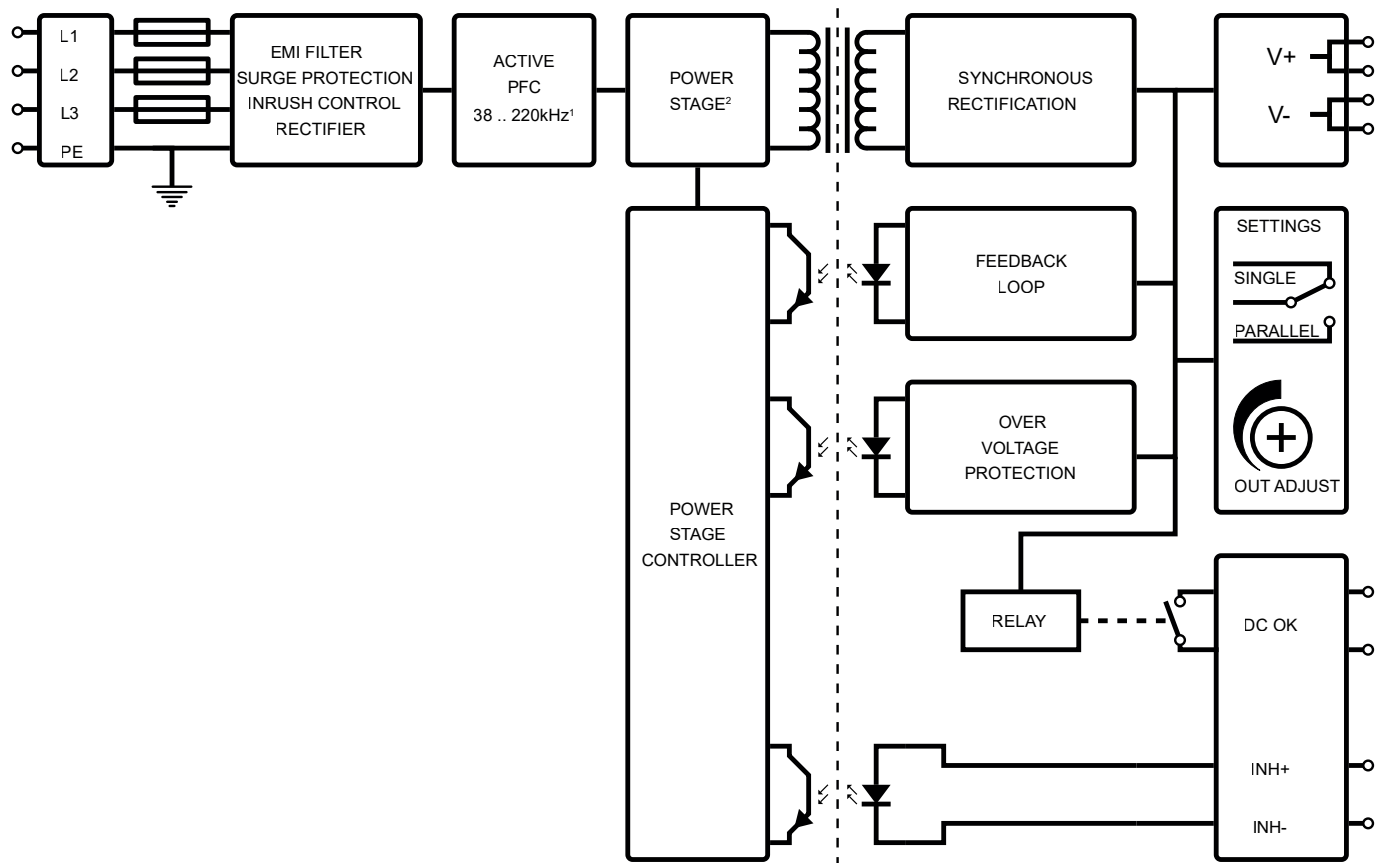 L1
L2
L3
PE
EMI FILTER
SURGE PROTECTION
INRUSH CONTROL
RECTIFIER
ACTIVE
PFC
38 .. 220kHz¹
POWER
STAGE²
SYNCHRONOUS
RECTIFICATION
V+
V-
FEEDBACK
LOOP
SETTINGS
SINGLE
PARALLEL
OUT ADJUST
OVER
VOLTAGE
PROTECTION
POWER
STAGE
CONTROLLER
RELAY
DC OK
INH+
INH-